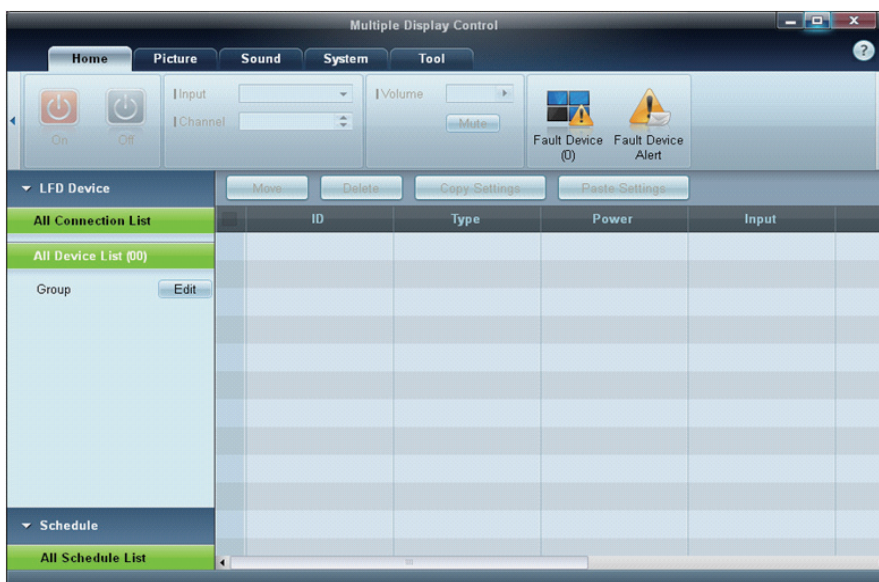 Multiple Display Control
Home Picture Sound System Tool
?
Input
Channel
On Off
Volume
Mute
Fault Device
(0)
Fault Device
Alert
LFD Device
Move Delete Copy Settings Paste Settings
All Connection List
ID Type Power Input
All Device List (00)
Group Edit
Schedule
All Schedule List